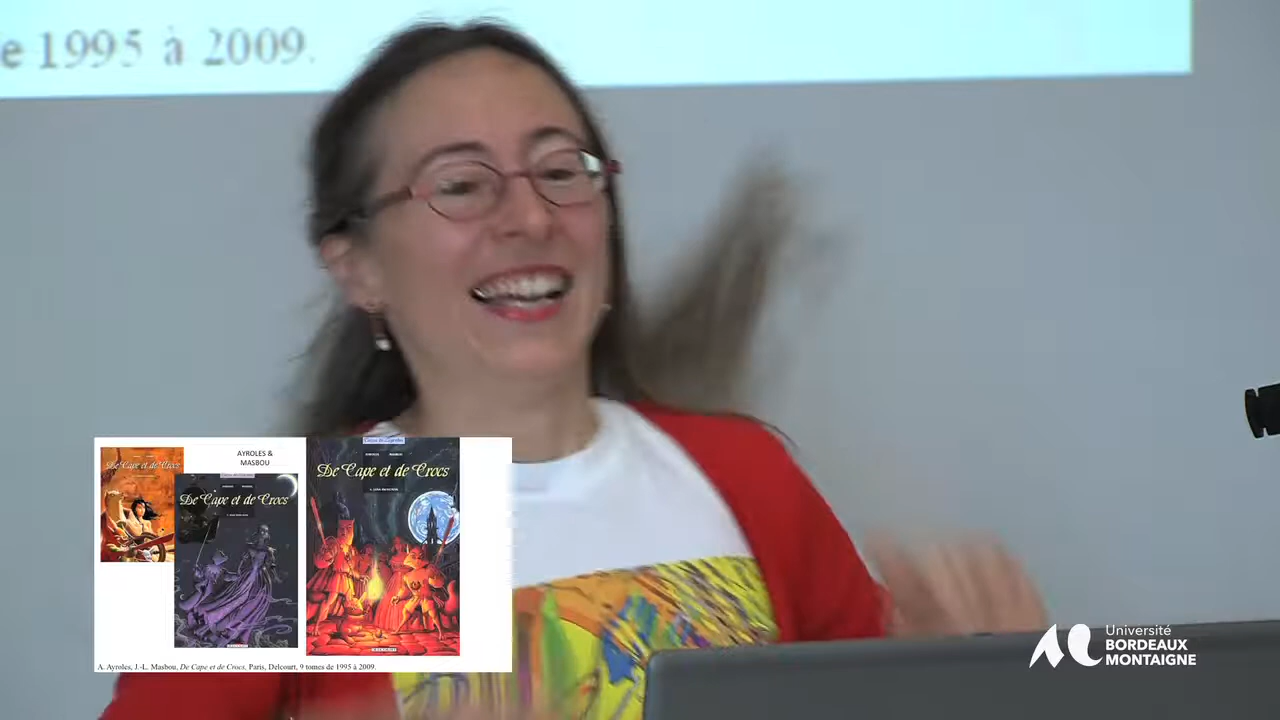 e 1995 à 2009.
AYROLES &
MASBOU
De Cape et de Crocs
De Cape et de Crocs
De Cape et de Crocs
A. Ayroles, J.-L. Masbou, De Cape et de Crocs, Paris, Delcourt, 9 tomes de 1995 à 2009.
Université
BORDEAUX
MONTAIGNE